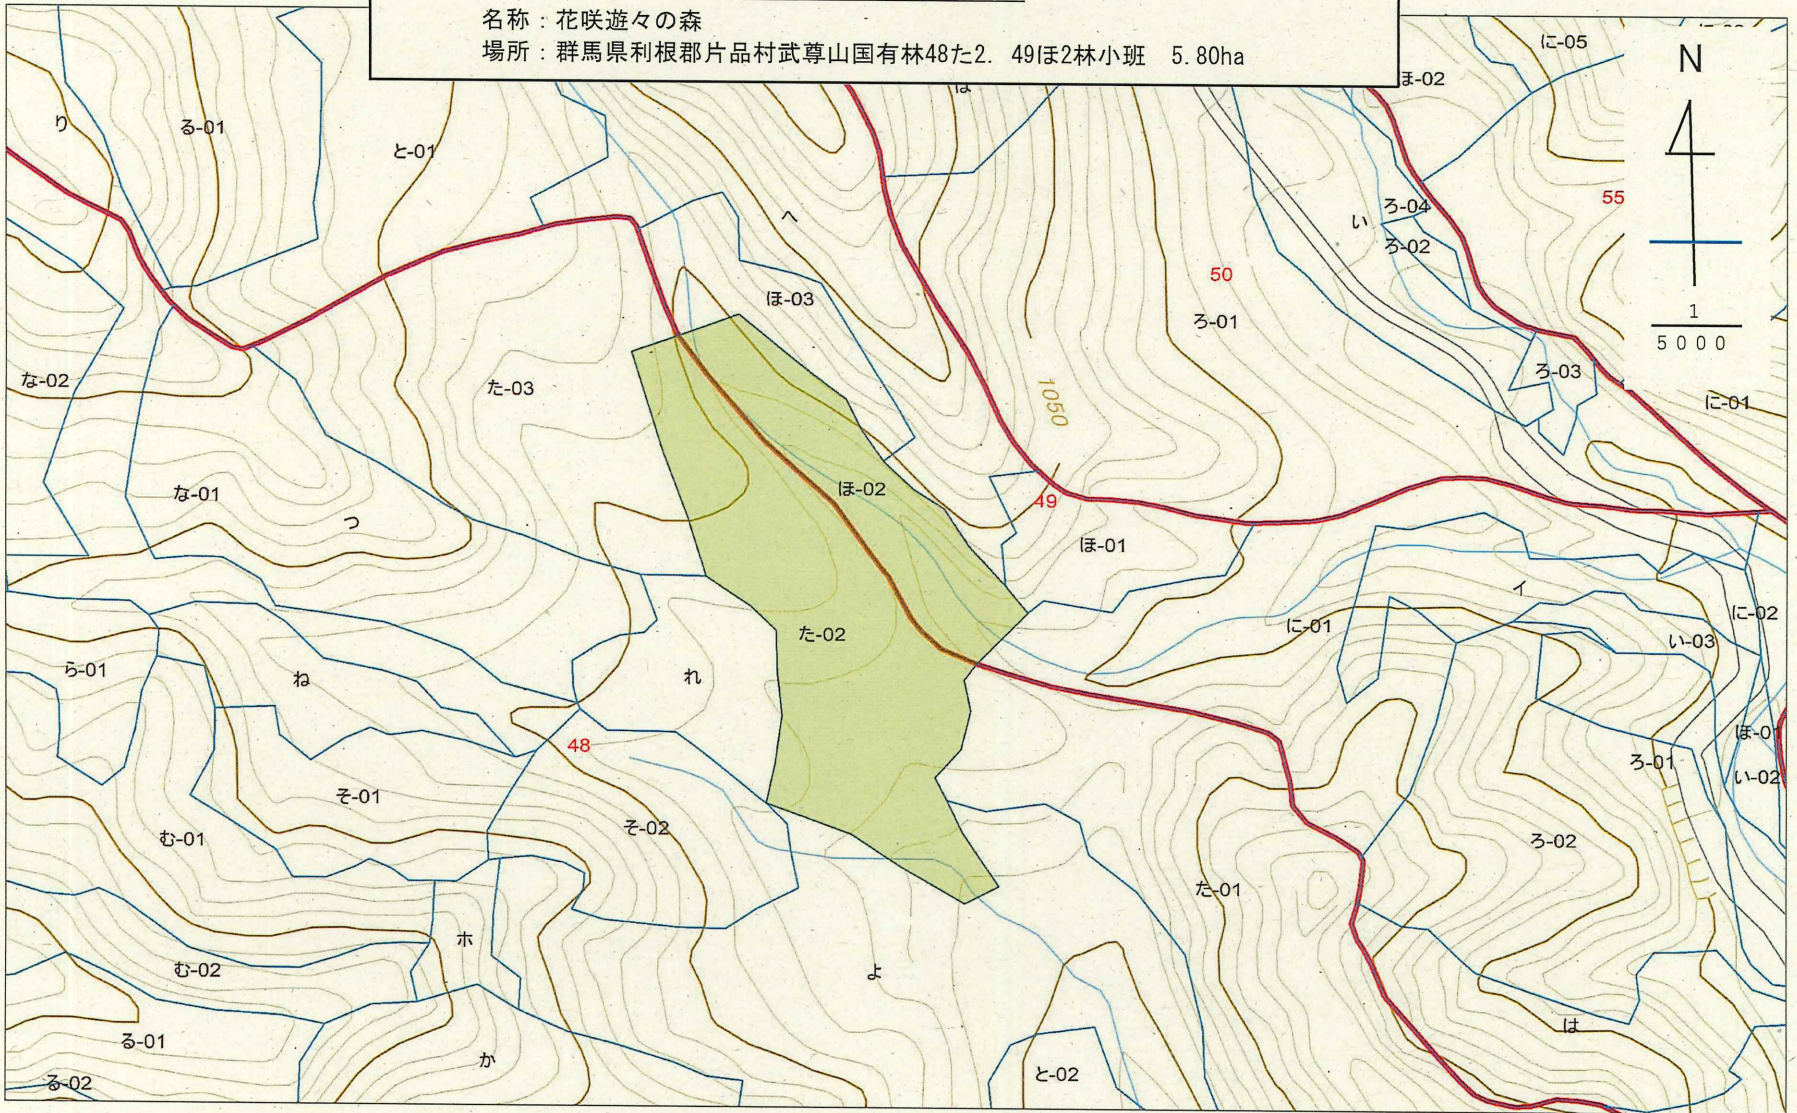 名称：花咲遊々の森
場所：群馬県利根郡片品村武尊山国有林48た2．49ほ2林小班　5.80ha
に-05
N
ほ-02
は
り
る-01
と-01
へ
い
ろ-04
ろ-02
55
50
ほ-03
ろ-01
1
5000
な-02
た-03
1050
ろ-03
に-01
な-01
つ
ほ-02
49
ほ-01
イ
た-02
に-01
に-02
い-03
ら-01
ね
れ
48
ほ-01
ろ-01
い-02
そ-01
む-01
そ-02
ろ-02
た-01
ホ
む-02
よ
は
る-01
か
と-02
る-02